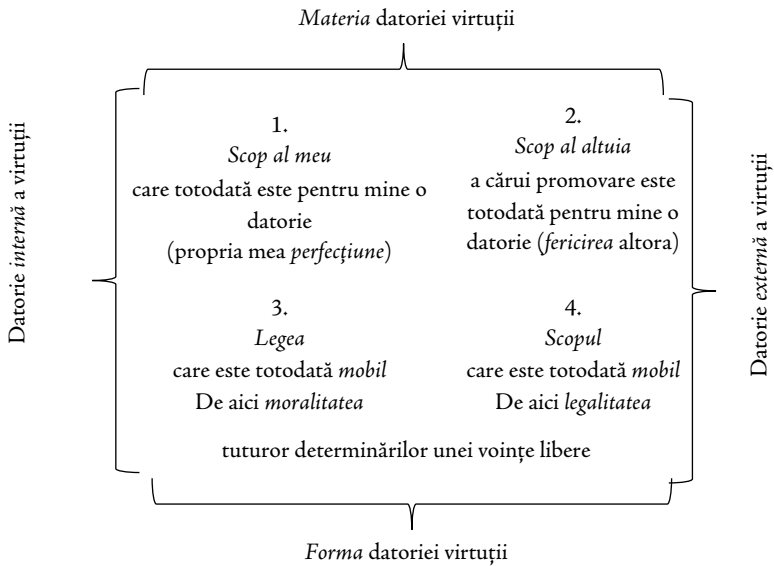 Materia datoriei virtuții
Datorie internă a virtuții
1.
Scop al meu
care totodată este pentru mine o
datorie
(propria mea perfecțiune)
2.
Scop al altuia
a cărui promovare este
totodată pentru mine o
datorie (fericirea altora)
Datorie externă a virtuții
3.
Legea
care este totodată mobil
De aici moralitatea
4.
Scopul
care este totodată mobil
De aici legalitatea
tuturor determinărilor unei voințe libere
Forma datoriei virtuții